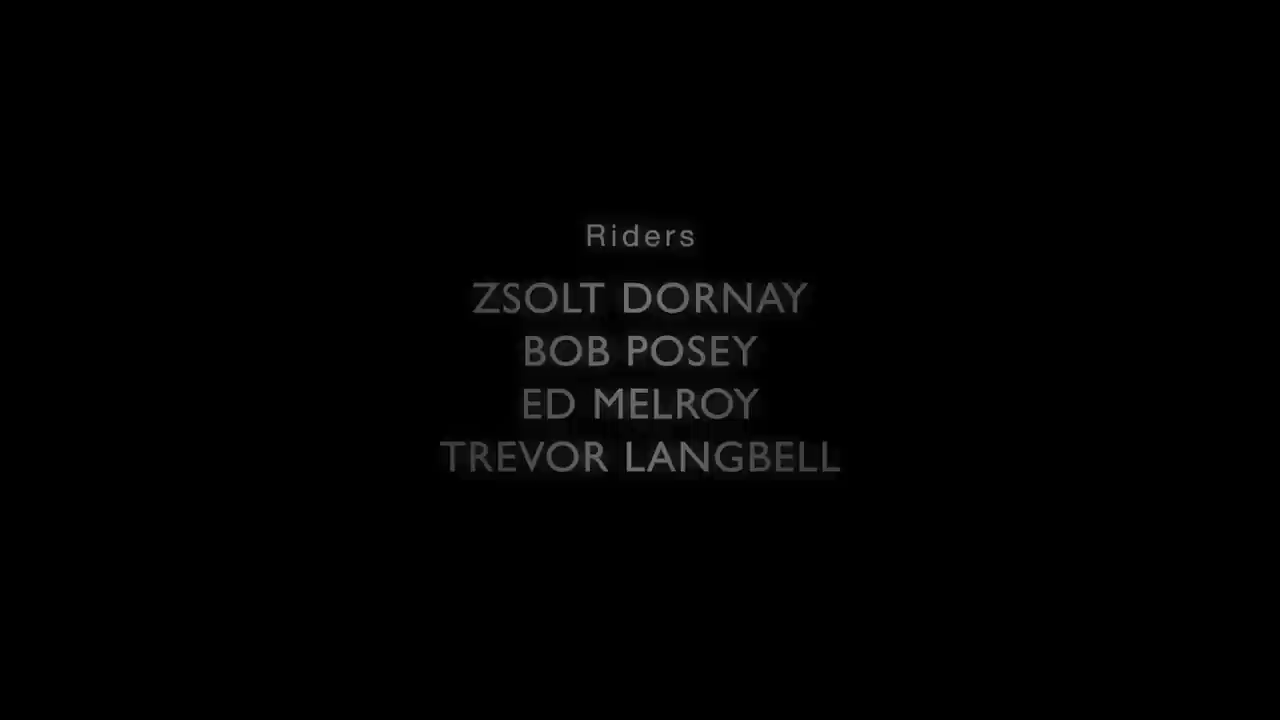 Riders
ZSOLT DORNAY
BOB POSEY
ED MELROY
TREVOR LANGBELL